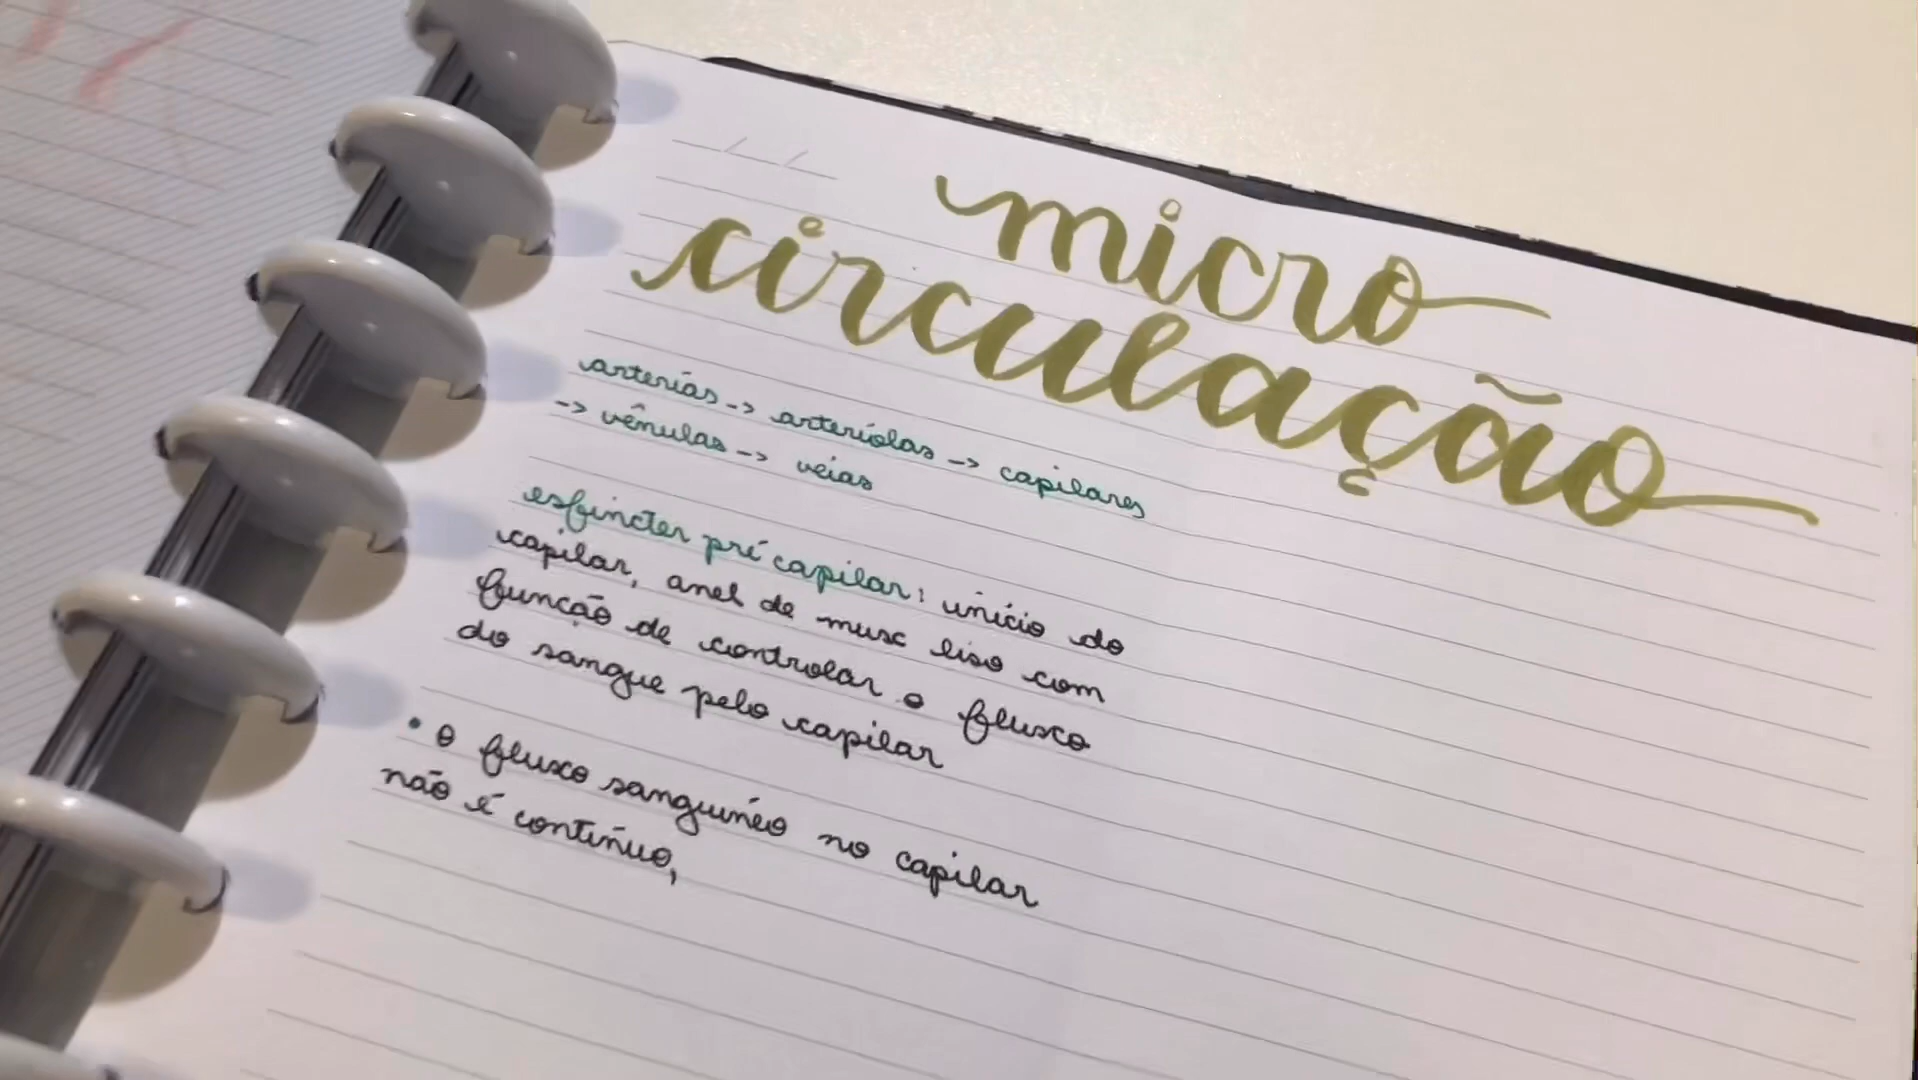 micro
circulação
arterías -> arteríolas -> capilares
-> vênulas -> veias
esfíncter pré capilar: início do
capilar, anel de musc liso com
função de controlar o fluxo
do sangue pelo capilar
• O fluxo sanguíneo no capilar
não é contínuo,